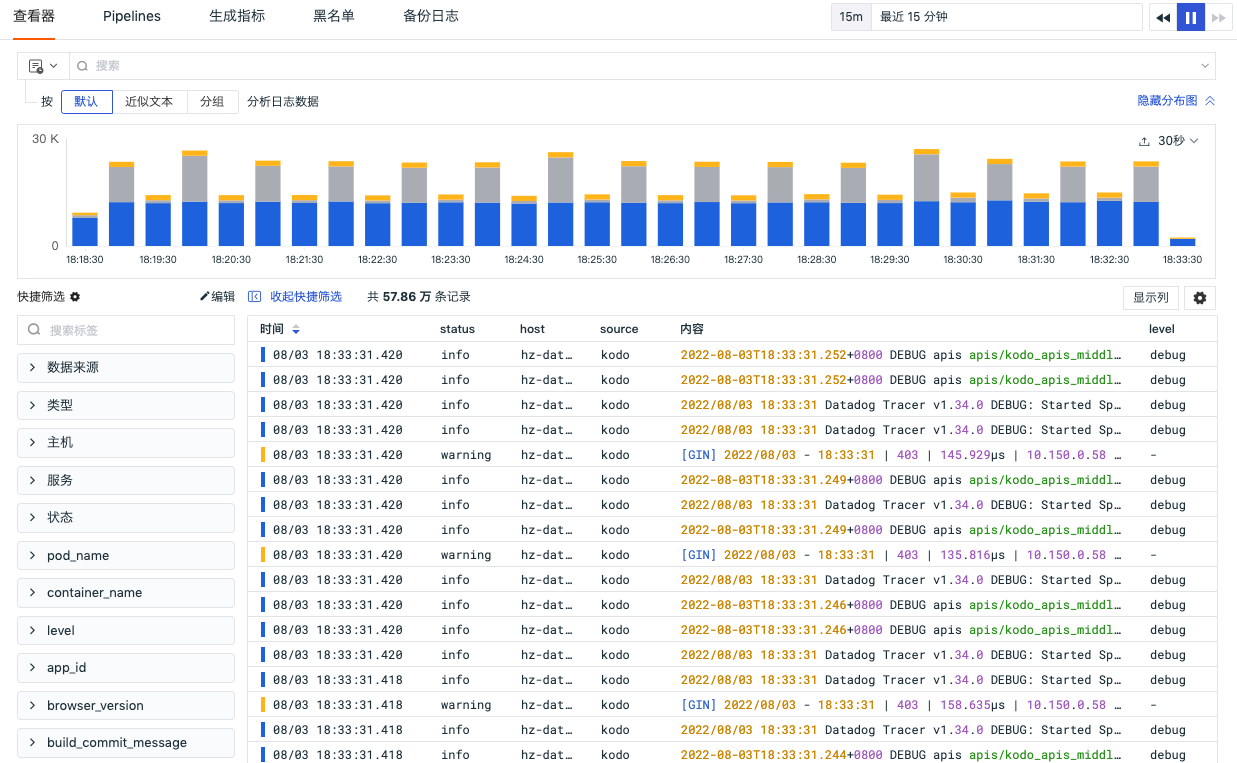 查看器 Pipelines 生成指标 黑名单 备份日志 15m 最近 15 分钟
搜索
按 默认 近似文本 分组 分析日志数据 隐藏分布图
30 K 30秒
0
18:18:30 18:19:30 18:20:30 18:21:30 18:22:30 18:23:30 18:24:30 18:25:30 18:26:30 18:27:30 18:28:30 18:29:30 18:30:30 18:31:30 18:32:30 18:33:30
快捷筛选 编辑 收起快捷筛选 共 57.86 万 条记录 显示列
搜索标签
数据来源
类型
主机
服务
状态
pod_name
container_name
level
app_id
browser_version
build_commit_message
时间 status host source 内容 level
08/03 18:33:31.420 info hz-dat… kodo 2022-08-03T18:33:31.252+0800 DEBUG apis apis/kodo_apis_middl… debug
08/03 18:33:31.420 info hz-dat… kodo 2022-08-03T18:33:31.252+0800 DEBUG apis apis/kodo_apis_middl… debug
08/03 18:33:31.420 info hz-dat… kodo 2022/08/03 18:33:31 Datadog Tracer v1.34.0 DEBUG: Started Sp… debug
08/03 18:33:31.420 info hz-dat… kodo 2022/08/03 18:33:31 Datadog Tracer v1.34.0 DEBUG: Started Sp… debug
08/03 18:33:31.420 warning hz-dat… kodo [GIN] 2022/08/03 - 18:33:31 | 403 | 145.929µs | 10.150.0.58 … -
08/03 18:33:31.420 info hz-dat… kodo 2022-08-03T18:33:31.249+0800 DEBUG apis apis/kodo_apis_middl… debug
08/03 18:33:31.420 info hz-dat… kodo 2022/08/03 18:33:31 Datadog Tracer v1.34.0 DEBUG: Started Sp… debug
08/03 18:33:31.420 info hz-dat… kodo 2022-08-03T18:33:31.249+0800 DEBUG apis apis/kodo_apis_middl… debug
08/03 18:33:31.420 warning hz-dat… kodo [GIN] 2022/08/03 - 18:33:31 | 403 | 135.816µs | 10.150.0.58 … -
08/03 18:33:31.420 info hz-dat… kodo 2022/08/03 18:33:31 Datadog Tracer v1.34.0 DEBUG: Started Sp… debug
08/03 18:33:31.420 info hz-dat… kodo 2022-08-03T18:33:31.246+0800 DEBUG apis apis/kodo_apis_middl… debug
08/03 18:33:31.420 info hz-dat… kodo 2022-08-03T18:33:31.246+0800 DEBUG apis apis/kodo_apis_middl… debug
08/03 18:33:31.420 info hz-dat… kodo 2022/08/03 18:33:31 Datadog Tracer v1.34.0 DEBUG: Started Sp… debug
08/03 18:33:31.418 info hz-dat… kodo 2022/08/03 18:33:31 Datadog Tracer v1.34.0 DEBUG: Started Sp… debug
08/03 18:33:31.418 warning hz-dat… kodo [GIN] 2022/08/03 - 18:33:31 | 403 | 158.635µs | 10.150.0.58 … -
08/03 18:33:31.418 info hz-dat… kodo 2022/08/03 18:33:31 Datadog Tracer v1.34.0 DEBUG: Started Sp… debug
08/03 18:33:31.418 info hz-dat… kodo 2022-08-03T18:33:31.244+0800 DEBUG apis apis/kodo_apis_middl… debug